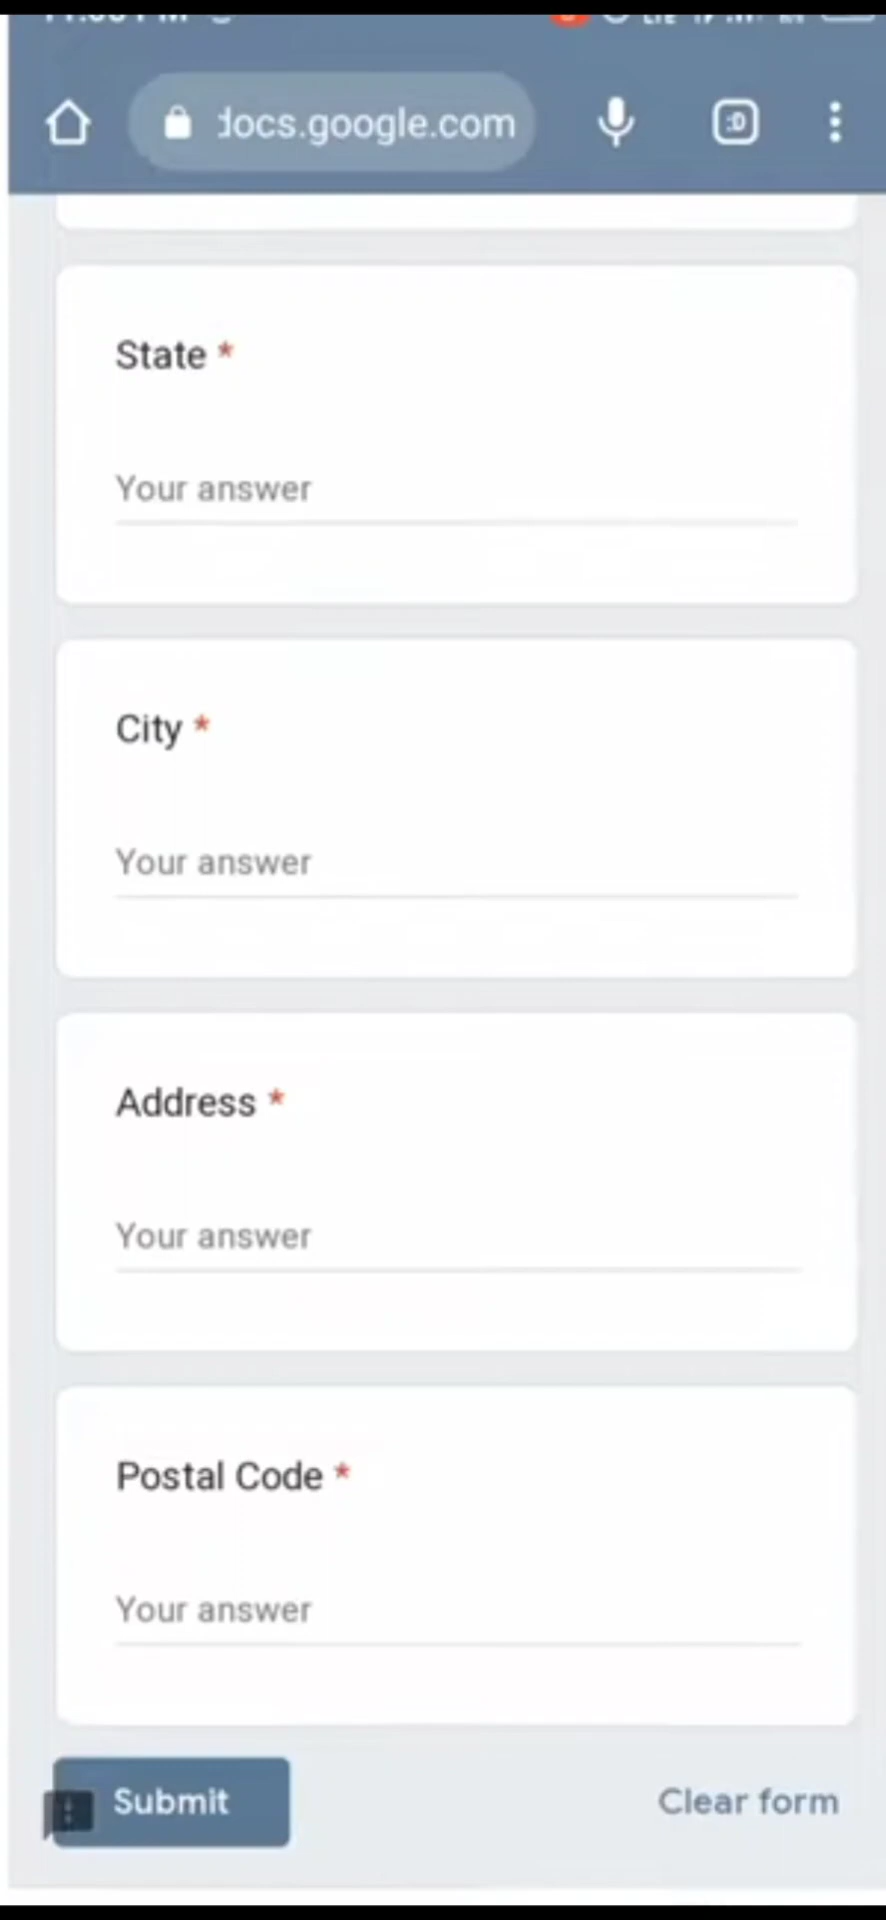 docs.google.com
:D
State *
Your answer
City *
Your answer
Address *
Your answer
Postal Code *
Your answer
Submit
Clear form